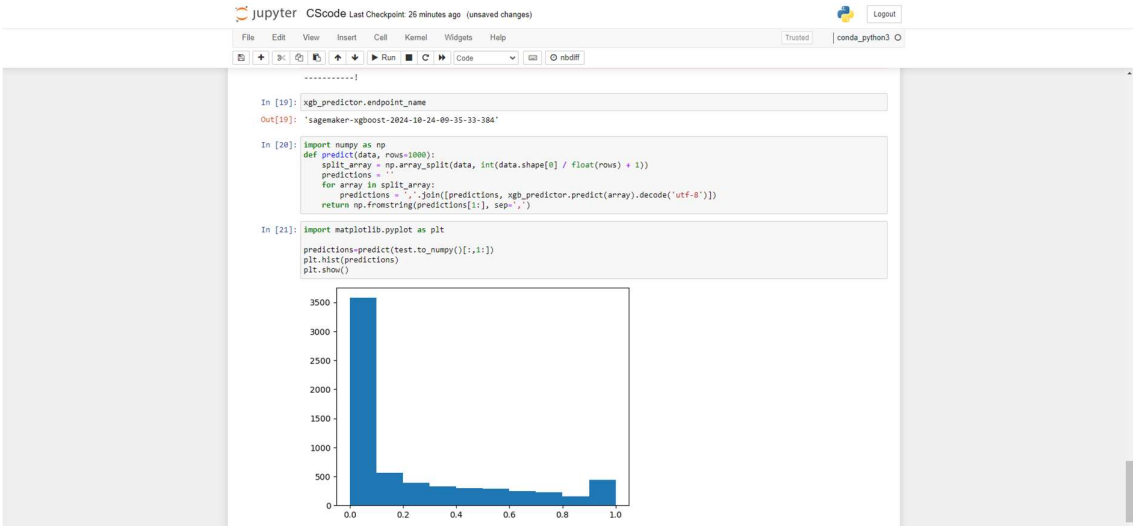 jupyter CScode Last Checkpoint: 26 minutes ago (unsaved changes)
Logout
File Edit View Insert Cell Kernel Widgets Help
Trusted conda_python3
Run Code nbdiff
-----------!
In [19]: xgb_predictor.endpoint_name
Out[19]: 'sagemaker-xgboost-2024-10-24-09-35-33-384'
In [20]: import numpy as np
def predict(data, rows=1000):
    split_array = np.array_split(data, int(data.shape[0] / float(rows) + 1))
    predictions = ''
    for array in split_array:
        predictions = ','.join([predictions, xgb_predictor.predict(array).decode('utf-8')])
    return np.fromstring(predictions[1:], sep=',')
In [21]: import matplotlib.pyplot as plt
predictions=predict(test.to_numpy()[:,1:])
plt.hist(predictions)
plt.show()
3500
3000
2500
2000
1500
1000
500
0
0.0 0.2 0.4 0.6 0.8 1.0